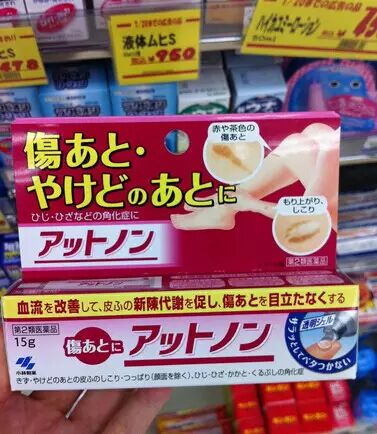 液体ムヒS
¥960
傷あと・
やけどのあとに
ひじ・ひざなどの角化症に
アットノン
赤や茶色の
傷あと
もり上がり、
しこり
第2類医薬品
血流を改善して、皮ふの新陳代謝を促し、傷あとを目立たなくする
第2類医薬品
15g
傷あとに
アットノン
透明ジェル
サラッとしてベタつかない
小林製薬
きず・やけどのあとの皮ふのしこり・つっぱり(顔面を除く)、ひじ・ひざ・かかと・くるぶしの角化症